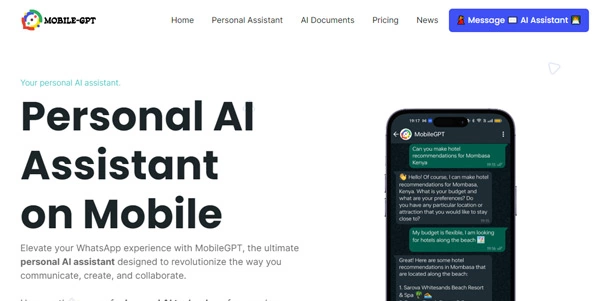 MOBILE-GPT
Home Personal Assistant AI Documents Pricing News Message AI Assistant
Your personal AI assistant.
Personal AI
Assistant
on Mobile
Elevate your WhatsApp experience with MobileGPT, the ultimate
personal AI assistant designed to revolutionize the way you
communicate, create, and collaborate.
19:17
MobileGPT
Can you make hotel
recommendations for Mombasa
Kenya
👋 Hello! Of course, I can make hotel
recommendations for Mombasa,
Kenya. What is your budget and
what are your preferences? Do
you have any particular location or
attraction that you would like to stay
close to?
My budget is flexible, I am looking
for hotels along the beach
Great! Here are some hotel
recommendations in Mombasa that
are located along the beach:
1. Sarova Whitesands Beach Resort
& Spa